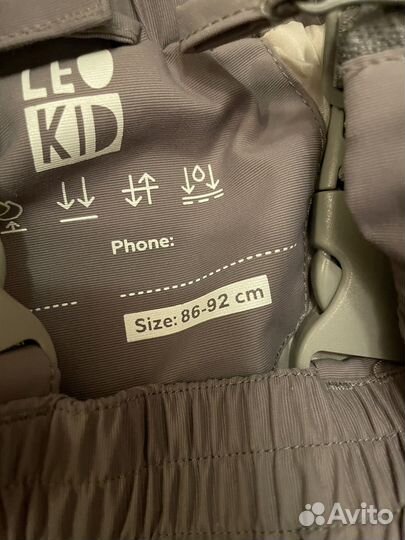 LEO
KID
Phone:
Size: 86-92 cm
Avito